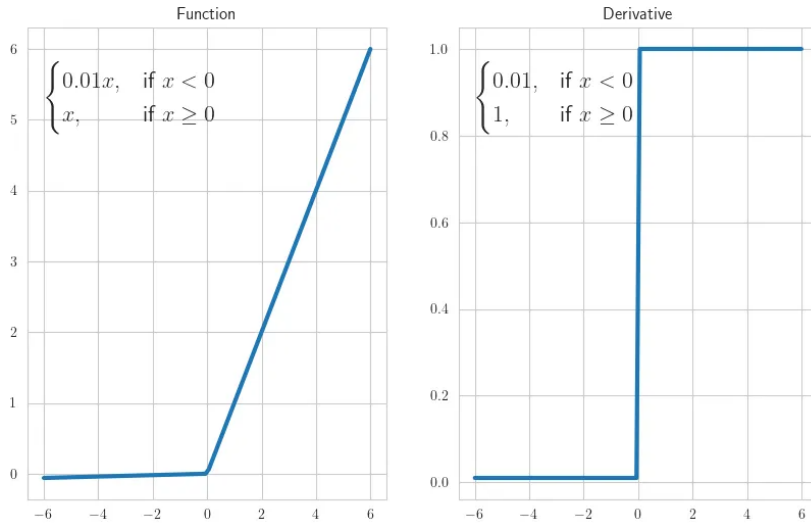 Function
6
5
4
3
2
1
0
−6 −4 −2 0 2 4 6
{0.01x, if x < 0
x, if x ≥ 0
Derivative
1.0
0.8
0.6
0.4
0.2
0.0
−6 −4 −2 0 2 4 6
{0.01, if x < 0
1, if x ≥ 0